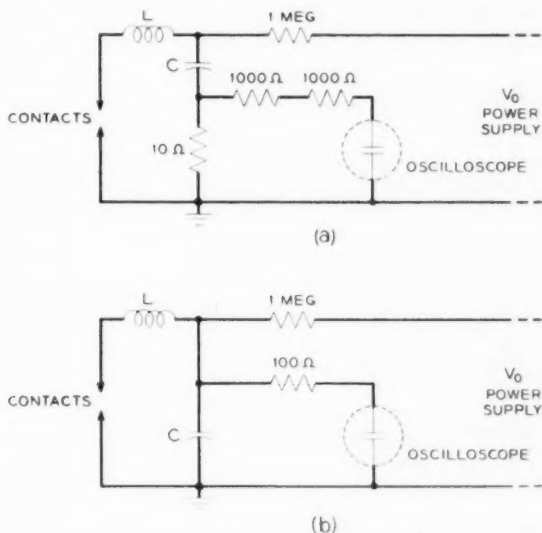 L
1 MEG
C
1000 Ω
1000 Ω
CONTACTS
V₀
POWER
SUPPLY
10 Ω
OSCILLOSCOPE
(a)
L
1 MEG
100 Ω
V₀
POWER
SUPPLY
CONTACTS
C
OSCILLOSCOPE
(b)